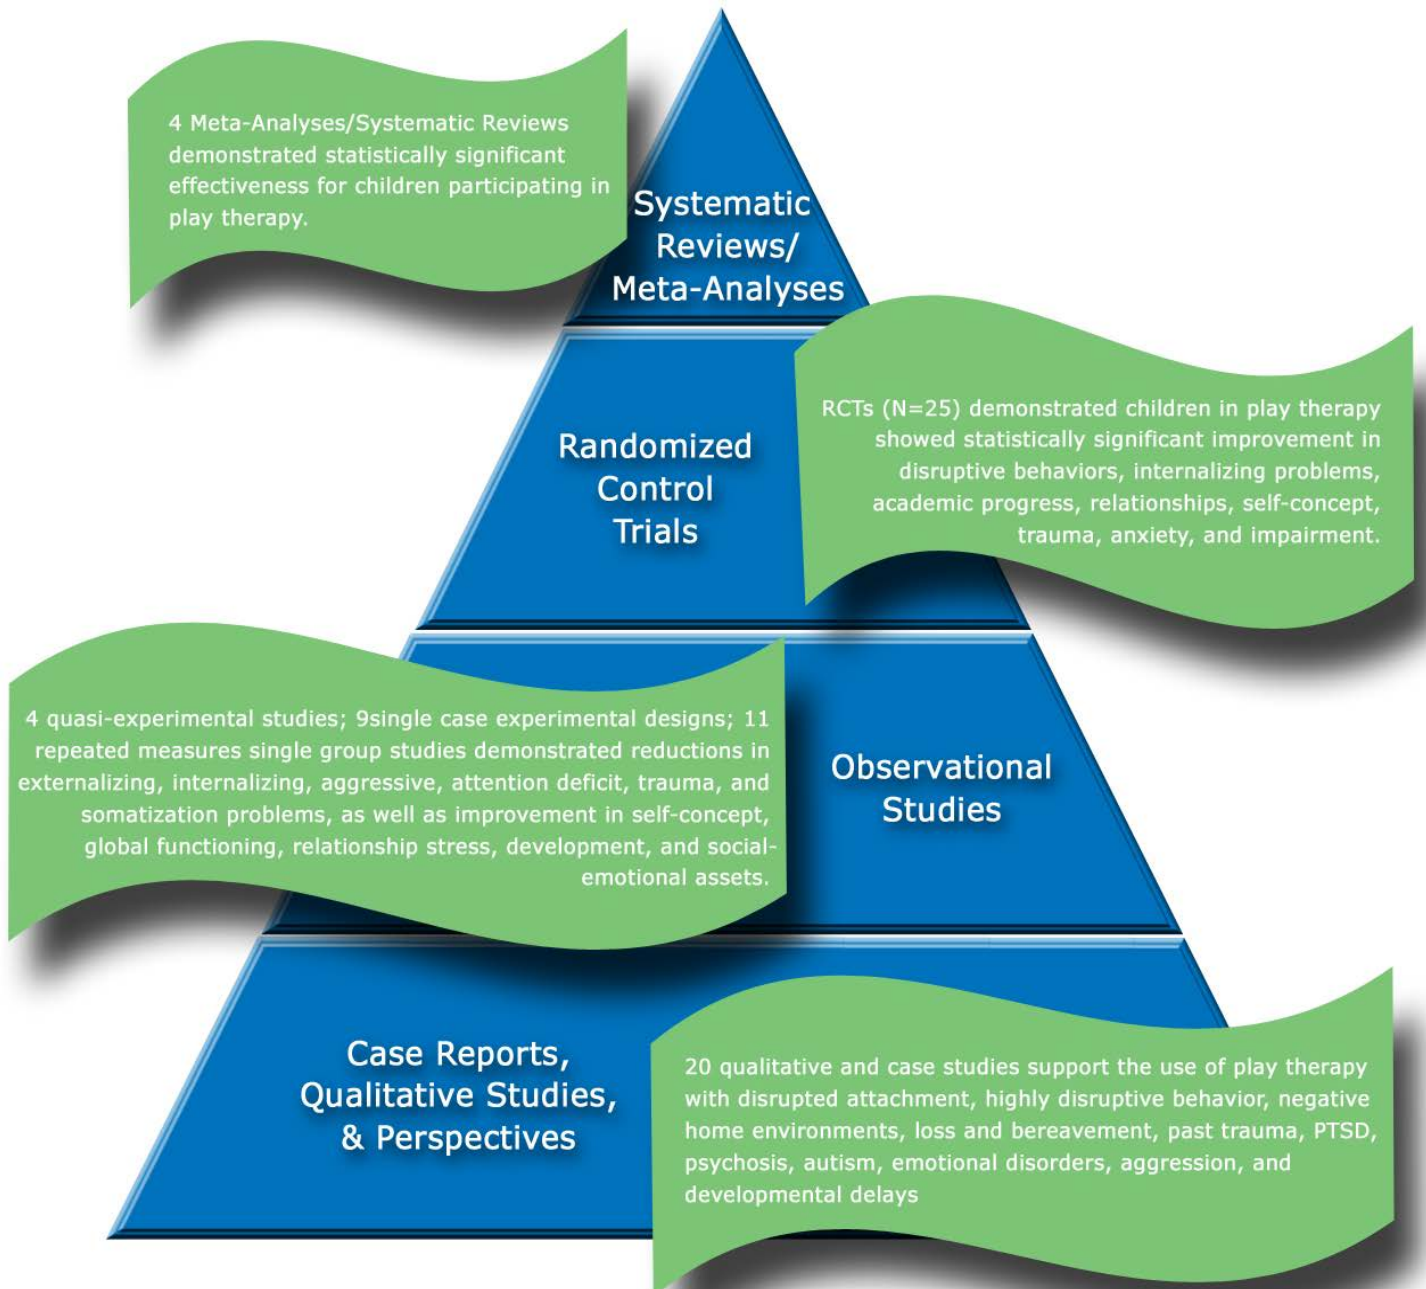 4 Meta-Analyses/Systematic Reviews
demonstrated statistically significant
effectiveness for children participating in
play therapy.
Systematic
Reviews/
Meta-Analyses
RCTs (N=25) demonstrated children in play therapy
showed statistically significant improvement in
disruptive behaviors, internalizing problems,
academic progress, relationships, self-concept,
trauma, anxiety, and impairment.
Randomized
Control
Trials
4 quasi-experimental studies; 9single case experimental designs; 11
repeated measures single group studies demonstrated reductions in
externalizing, internalizing, aggressive, attention deficit, trauma, and
somatization problems, as well as improvement in self-concept,
global functioning, relationship stress, development, and social-
emotional assets.
Observational
Studies
Case Reports,
Qualitative Studies,
& Perspectives
20 qualitative and case studies support the use of play therapy
with disrupted attachment, highly disruptive behavior, negative
home environments, loss and bereavement, past trauma, PTSD,
psychosis, autism, emotional disorders, aggression, and
developmental delays